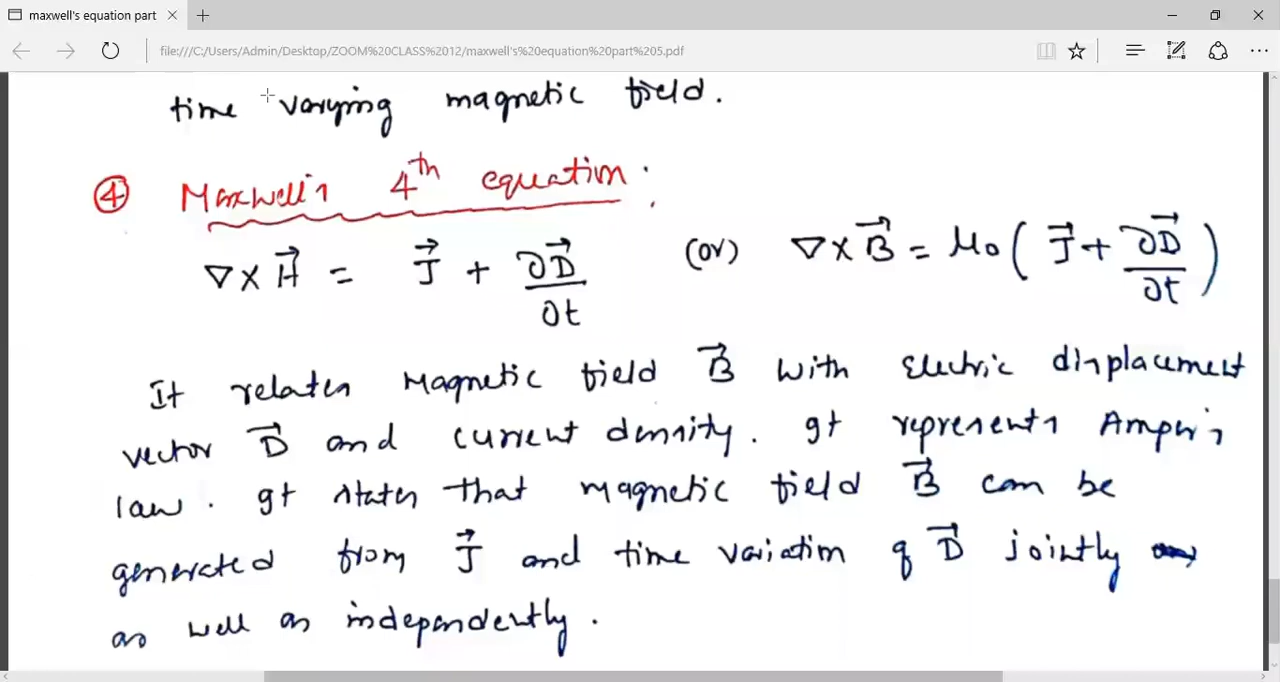 maxwell's equation part
file:///C:/Users/Admin/Desktop/ZOOM%20CLASS%2012/maxwell's%20equation%20part%205.pdf
time varying magnetic field.
④ Maxwell's 4th equation :
∇ X H⃗ = J⃗ + ∂D⃗/∂t (or) ∇ X B⃗ = μ₀ ( J⃗ + ∂D⃗/∂t )
It relates Magnetic field B⃗ with Electric displacement
vector D⃗ and current density. It represents Amper's
law. It states that magnetic field B⃗ can be
generated from J⃗ and time variation of D⃗ jointly
as well as independently.